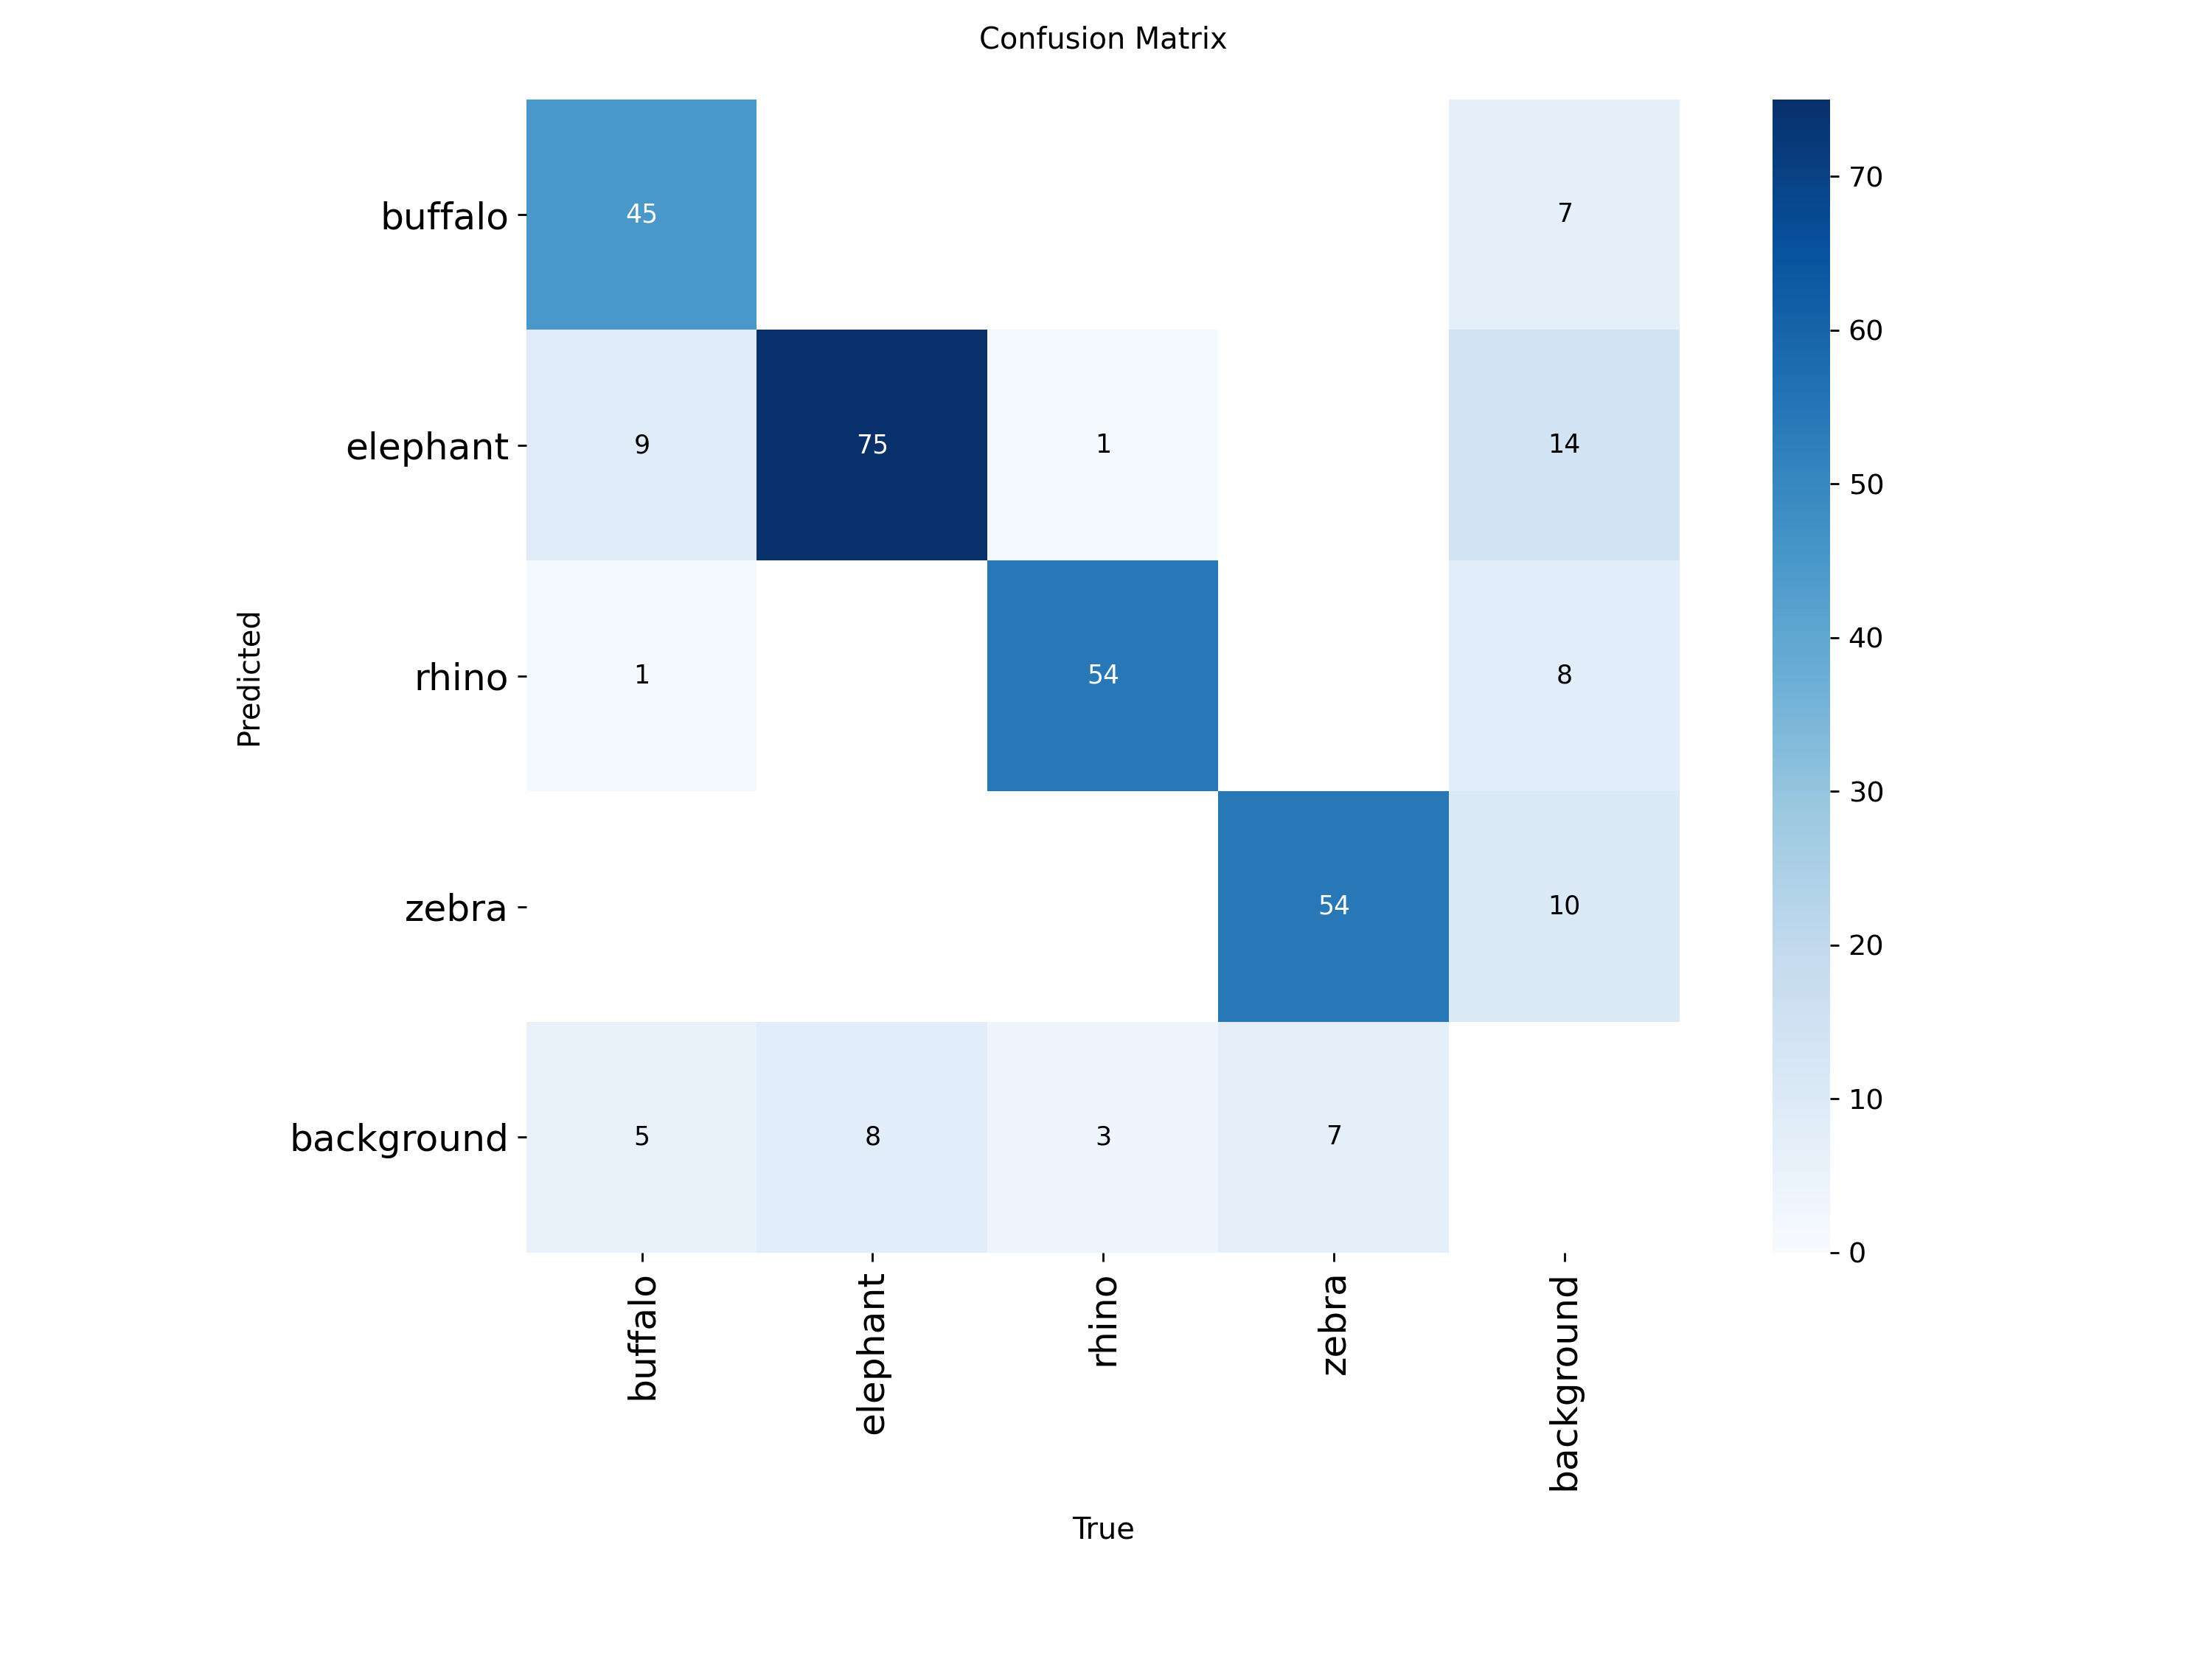 Confusion Matrix
buffalo 45 7
elephant 9 75 1 14
rhino 1 54 8
zebra 54 10
background 5 8 3 7
buffalo elephant rhino zebra background
Predicted
True
70
60
50
40
30
20
10
0